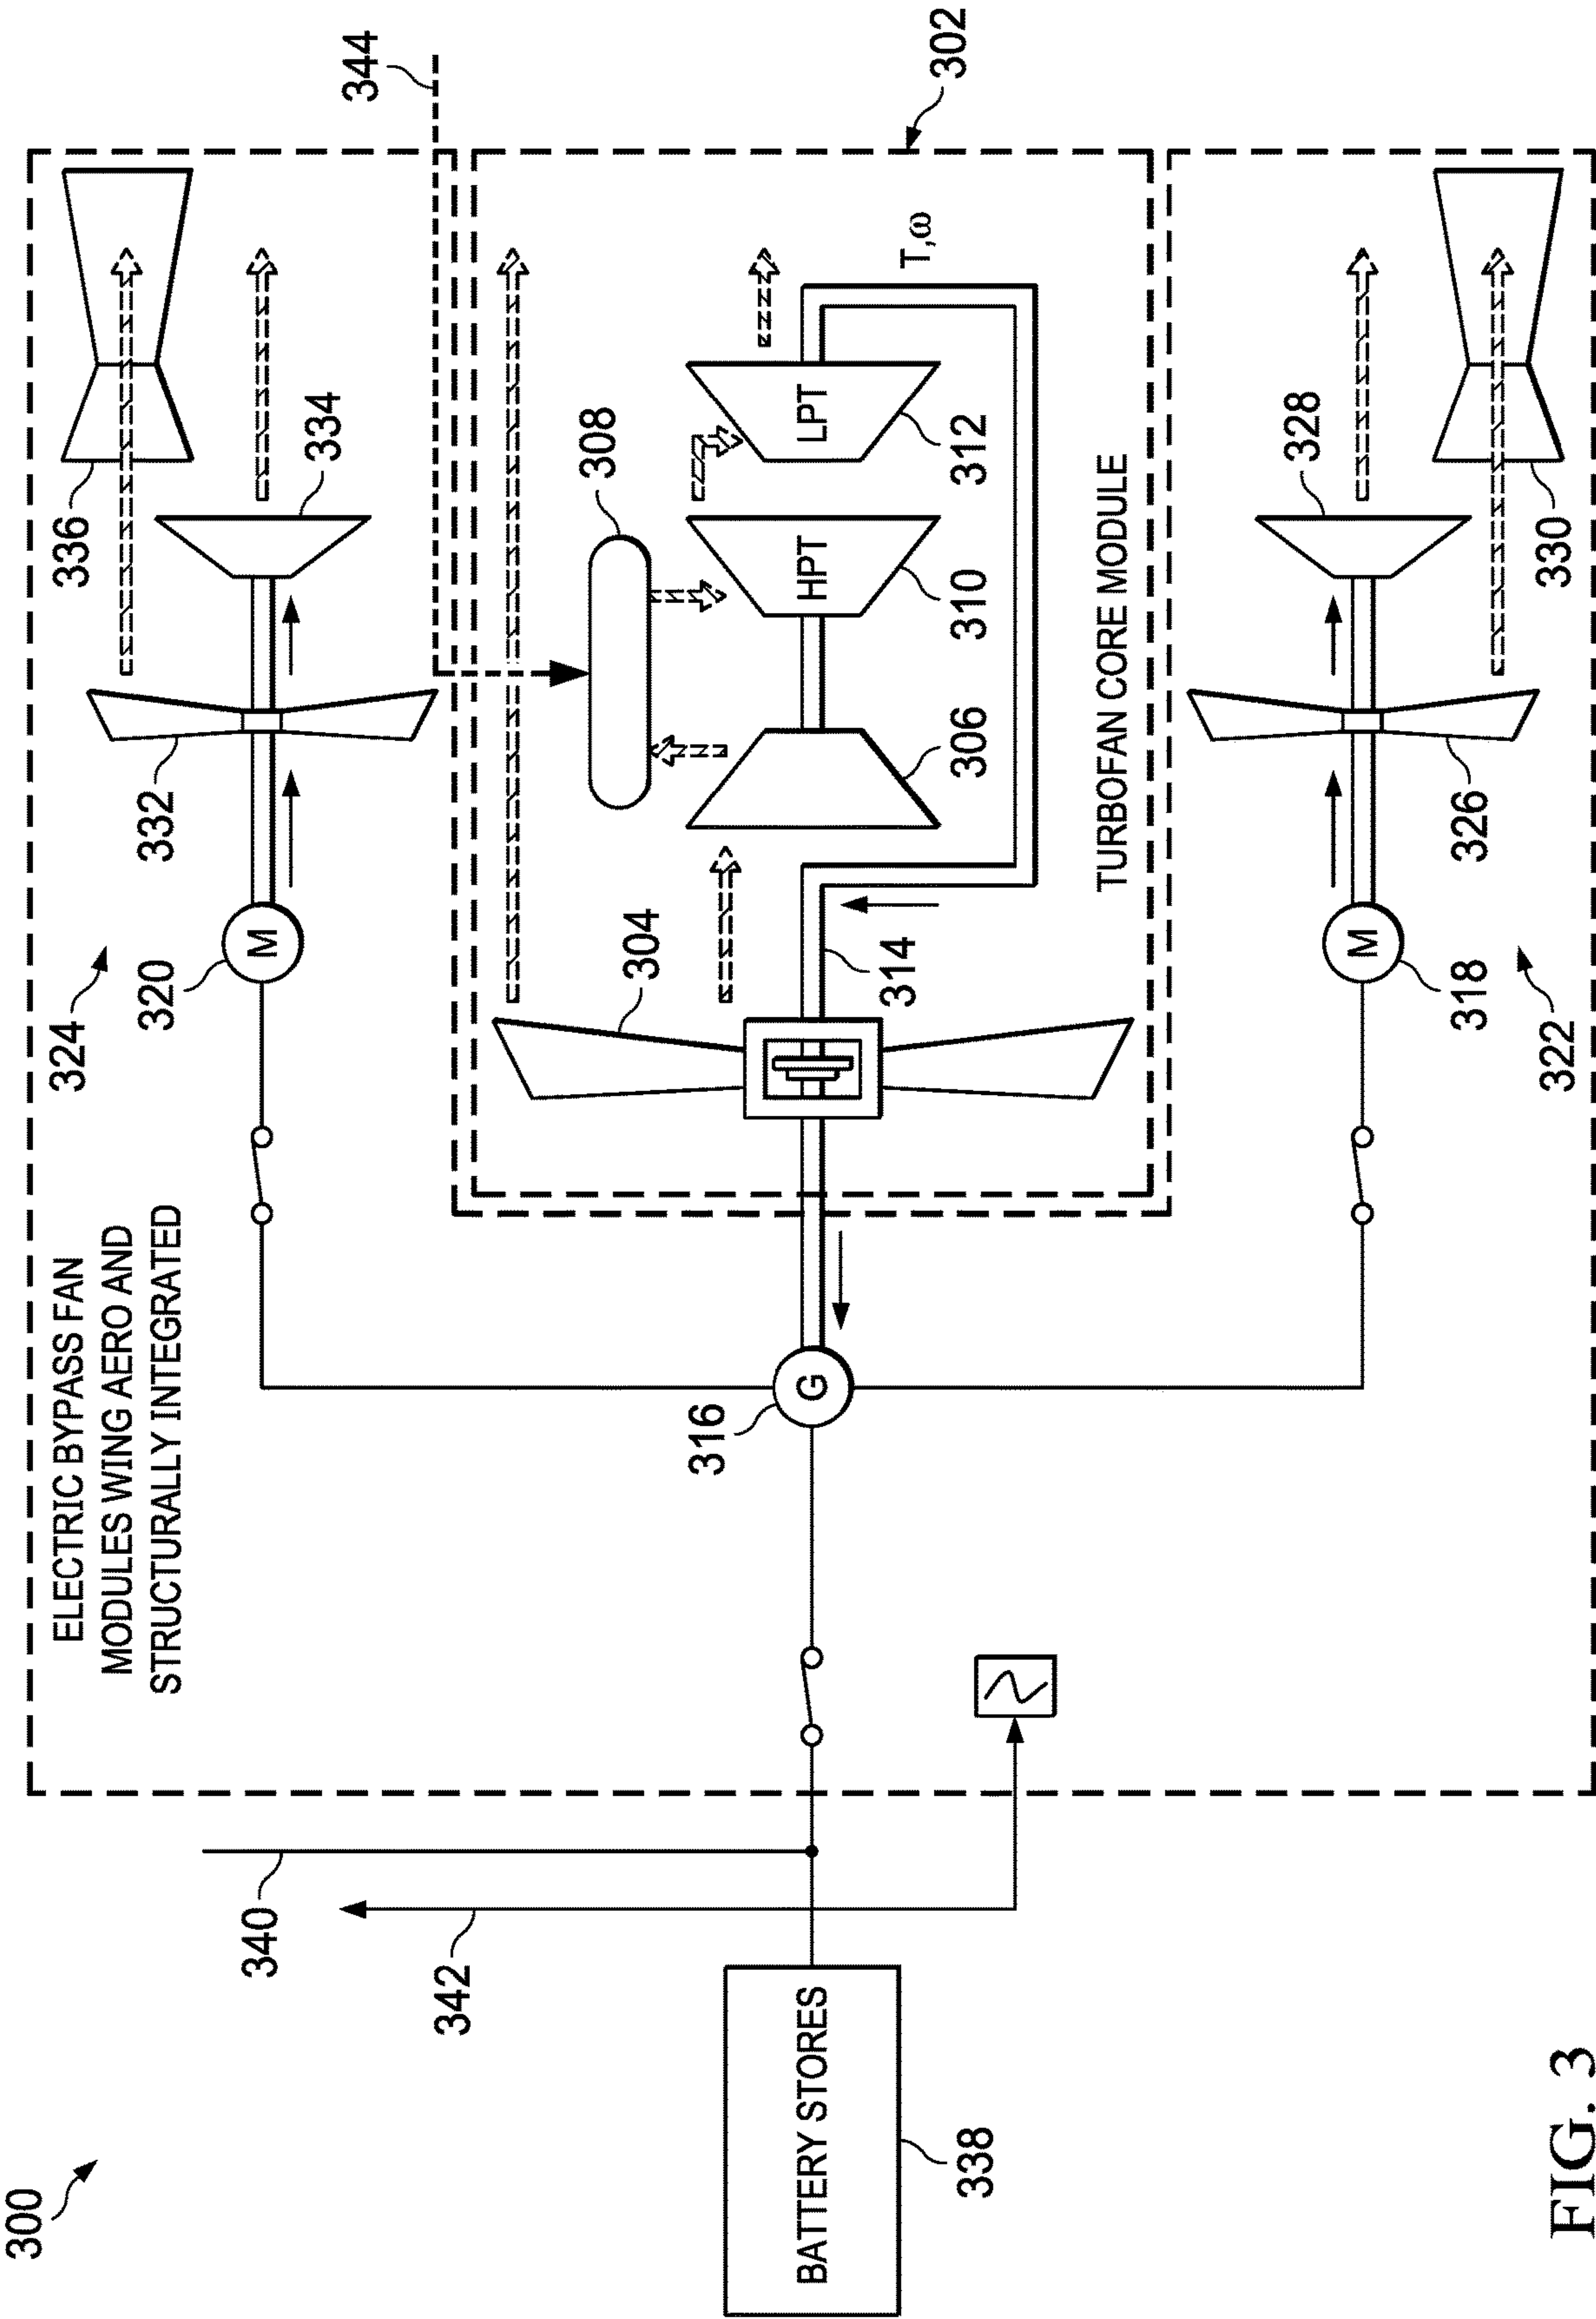 300
ELECTRIC BYPASS FAN
MODULES WING AERO AND
STRUCTURALLY INTEGRATED
324
320
M
332
334
336
344
302
304
314
306
308
HPT
310
LPT
312
T,ω
TURBOFAN CORE MODULE
G
316
340
342
BATTERY STORES
338
M
318
322
326
328
330
FIG. 3